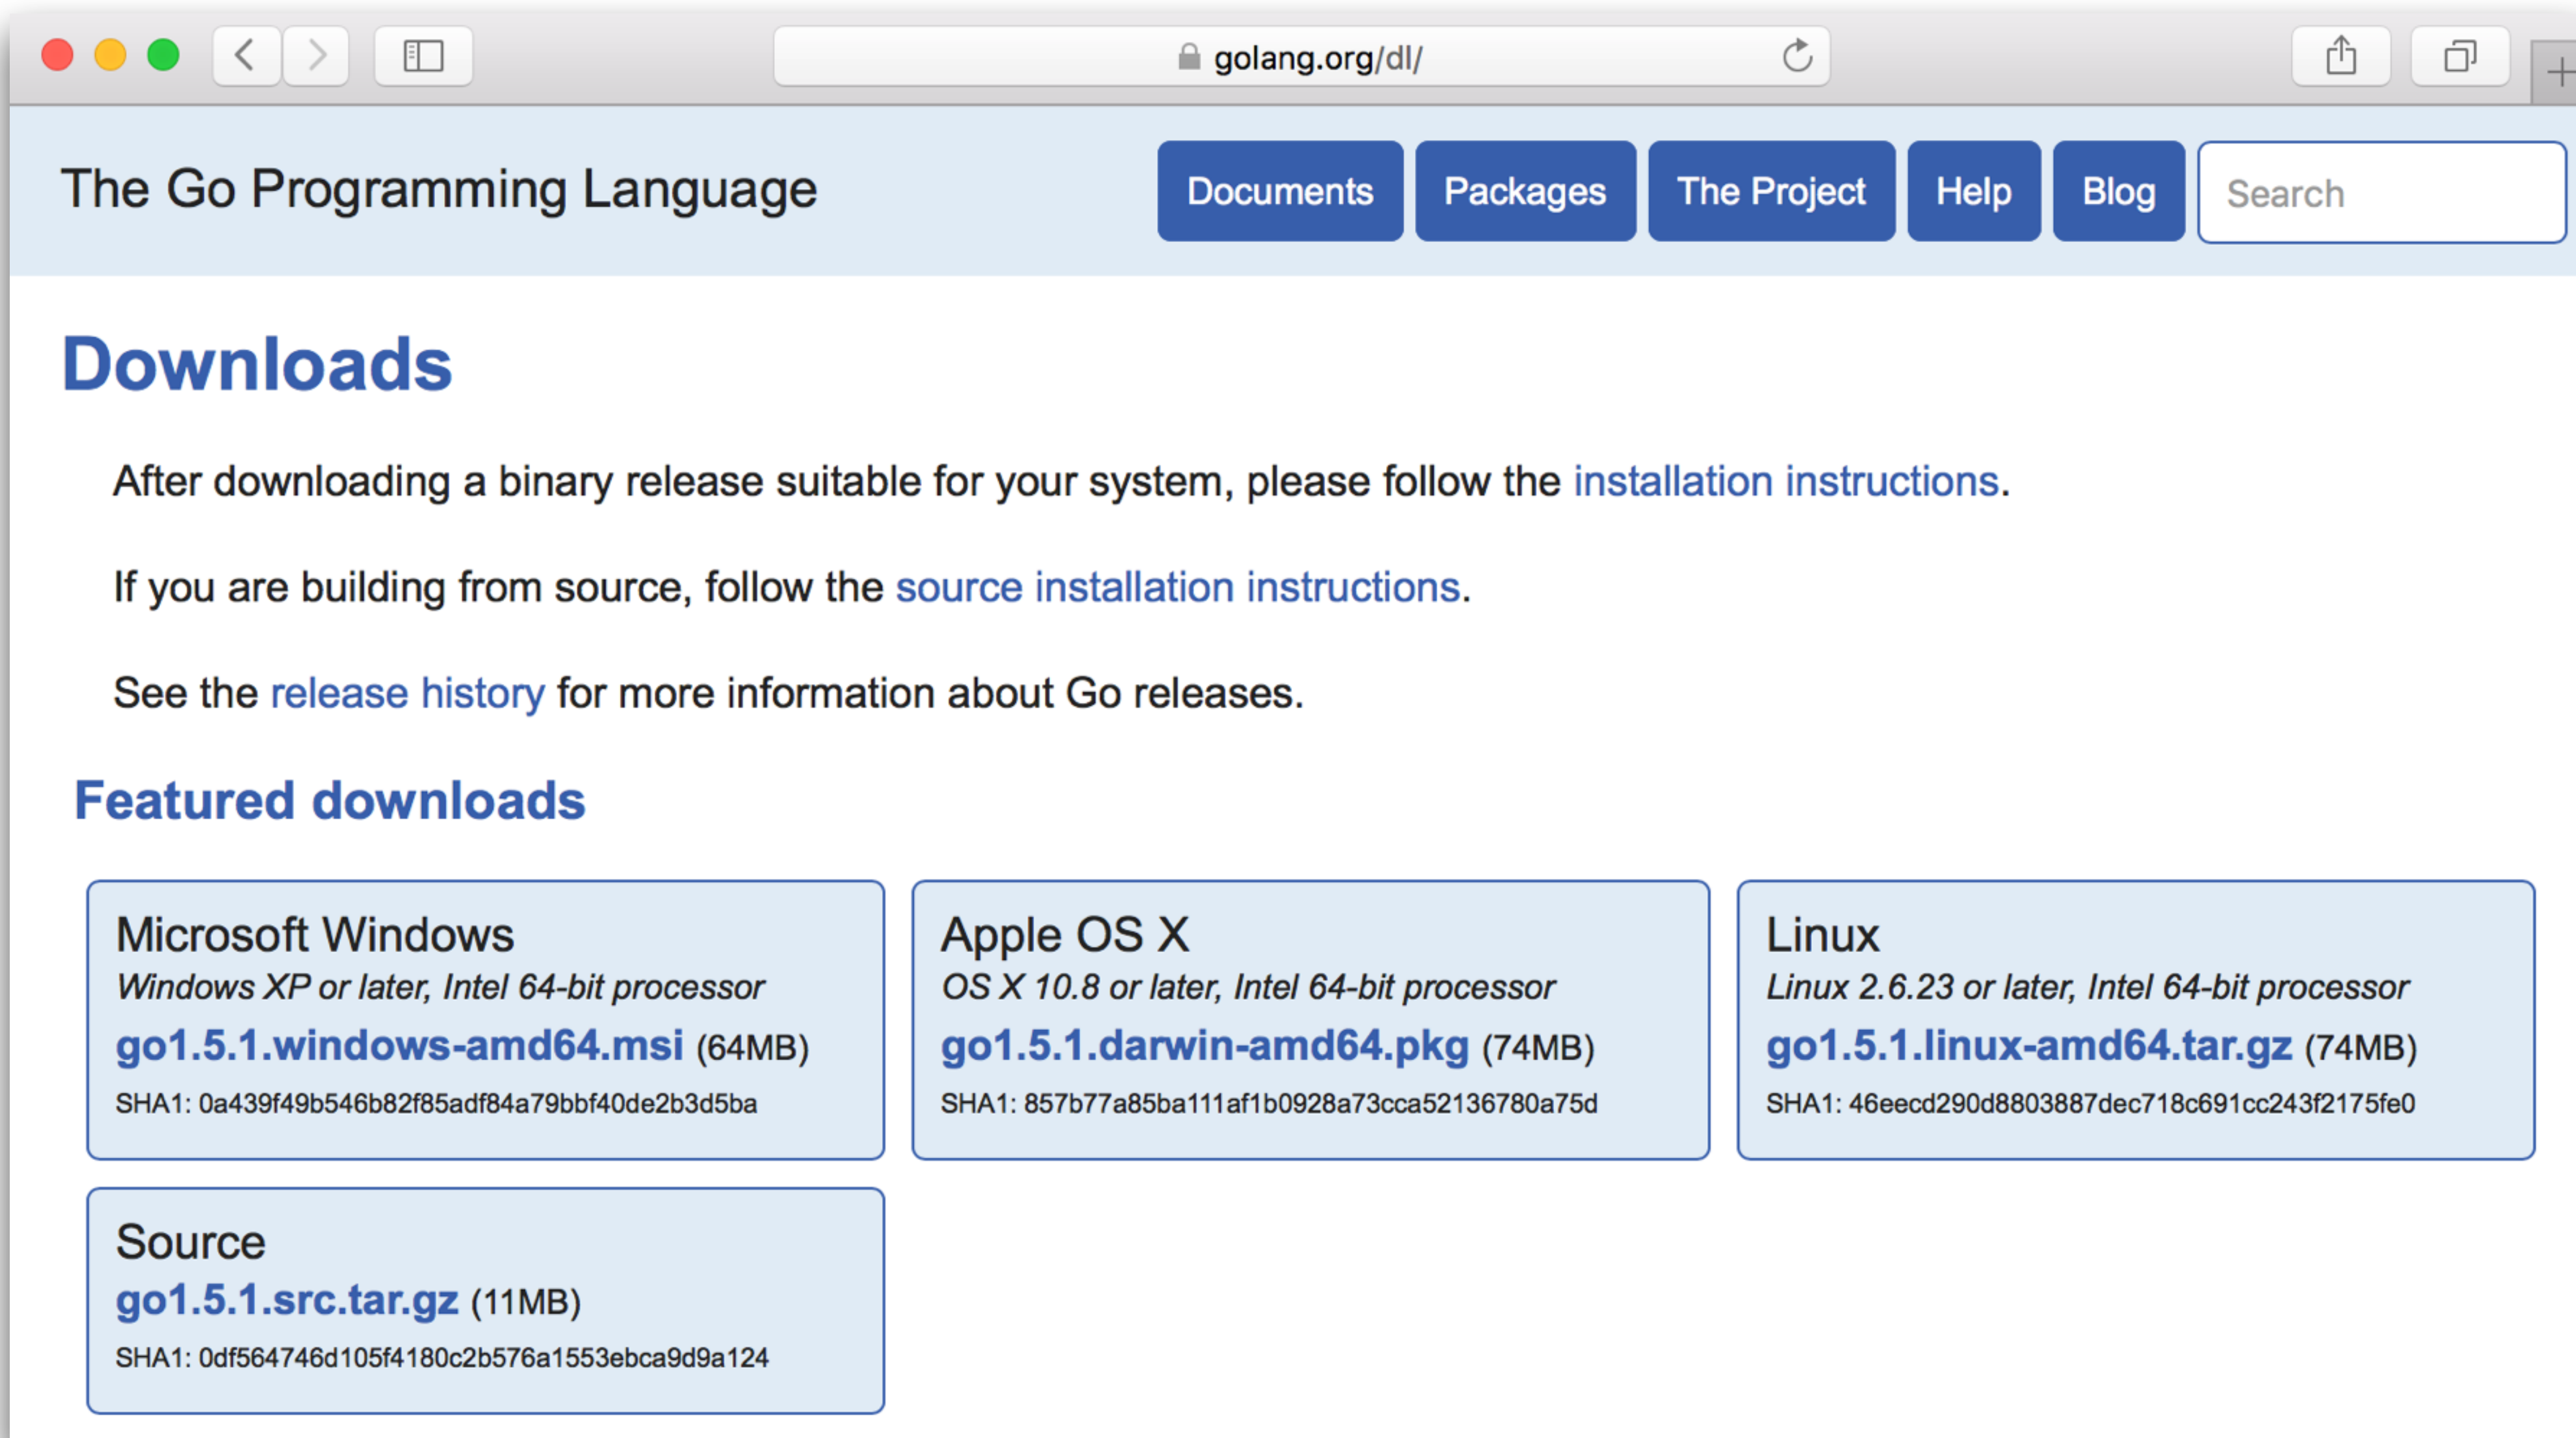 golang.org/dl/
The Go Programming Language
Documents
Packages
The Project
Help
Blog
Search
Downloads
After downloading a binary release suitable for your system, please follow the installation instructions.
If you are building from source, follow the source installation instructions.
See the release history for more information about Go releases.
Featured downloads
Microsoft Windows
Windows XP or later, Intel 64-bit processor
go1.5.1.windows-amd64.msi (64MB)
SHA1: 0a439f49b546b82f85adf84a79bbf40de2b3d5ba
Apple OS X
OS X 10.8 or later, Intel 64-bit processor
go1.5.1.darwin-amd64.pkg (74MB)
SHA1: 857b77a85ba111af1b0928a73cca52136780a75d
Linux
Linux 2.6.23 or later, Intel 64-bit processor
go1.5.1.linux-amd64.tar.gz (74MB)
SHA1: 46eecd290d8803887dec718c691cc243f2175fe0
Source
go1.5.1.src.tar.gz (11MB)
SHA1: 0df564746d105f4180c2b576a1553ebca9d9a124